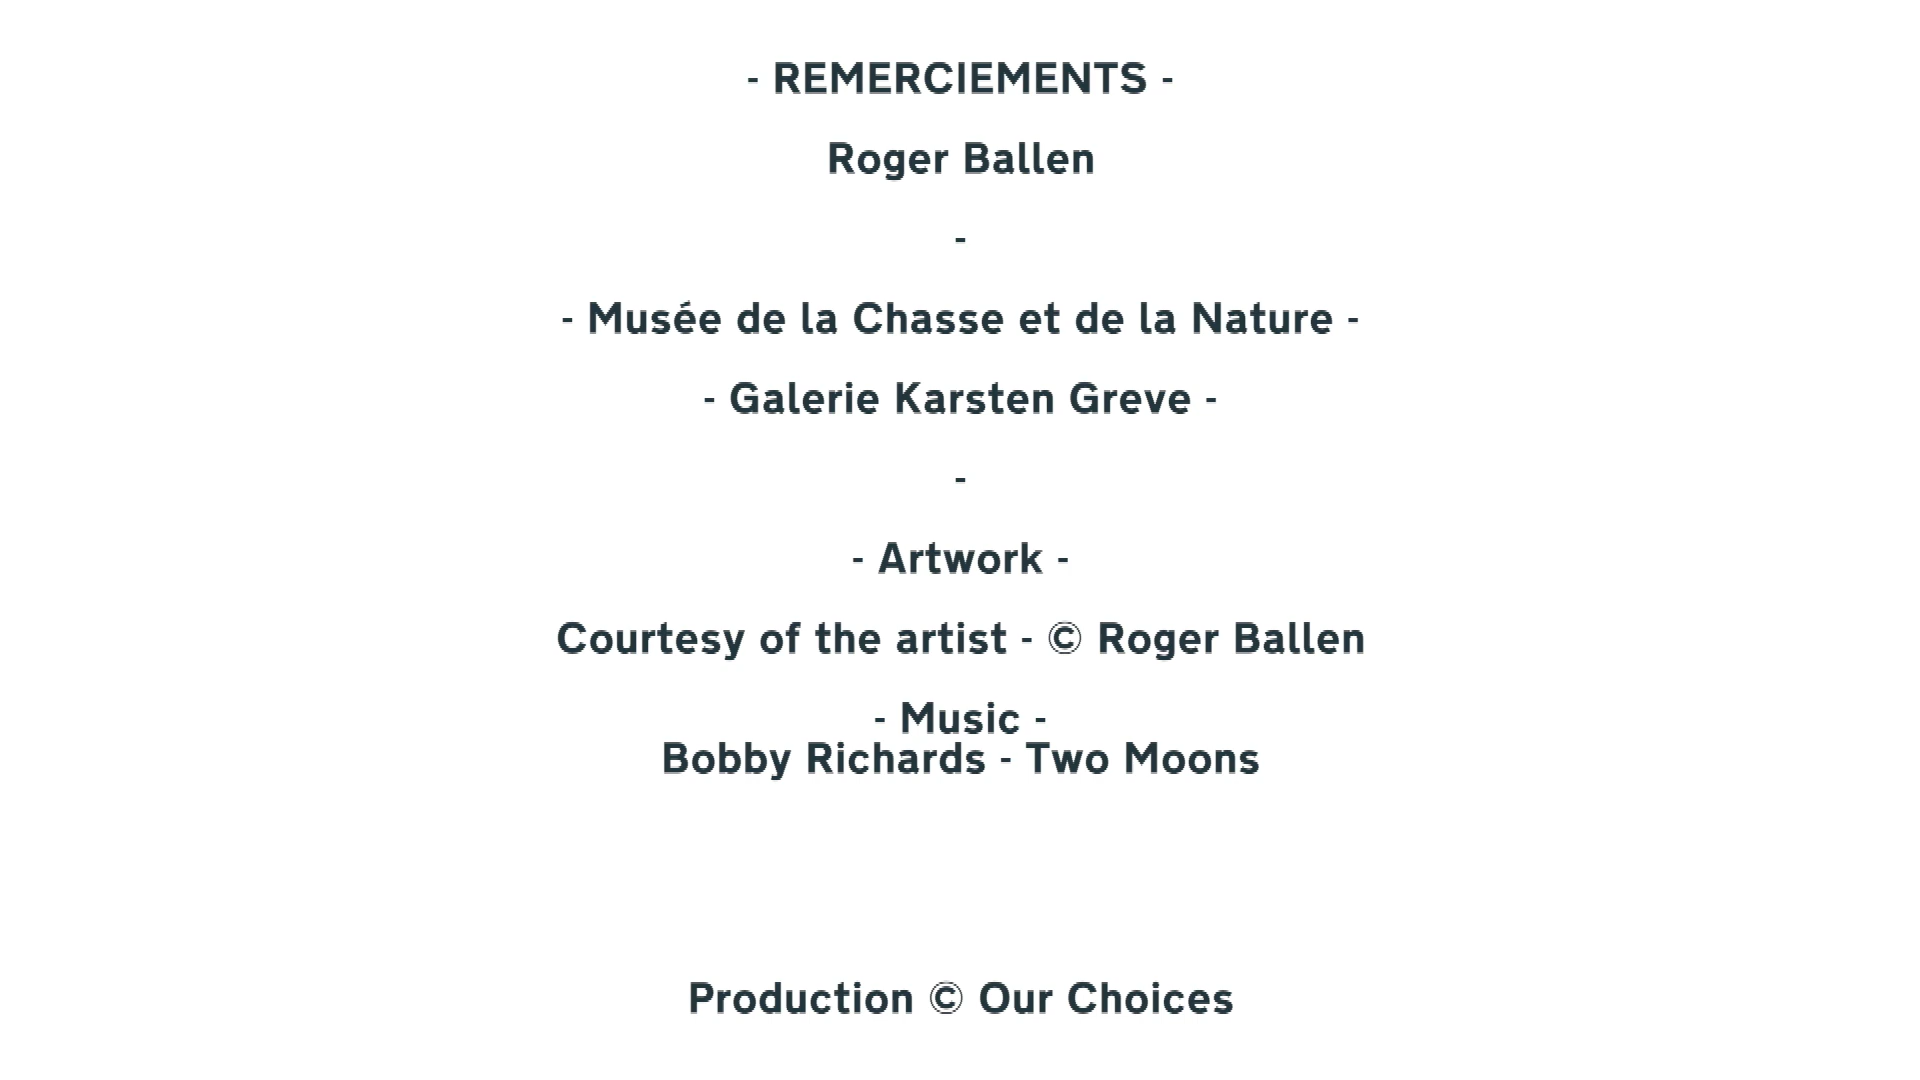 - REMERCIEMENTS -
Roger Ballen
-
- Musée de la Chasse et de la Nature -
- Galerie Karsten Greve -
-
- Artwork -
Courtesy of the artist - © Roger Ballen
- Music -
Bobby Richards - Two Moons
Production © Our Choices